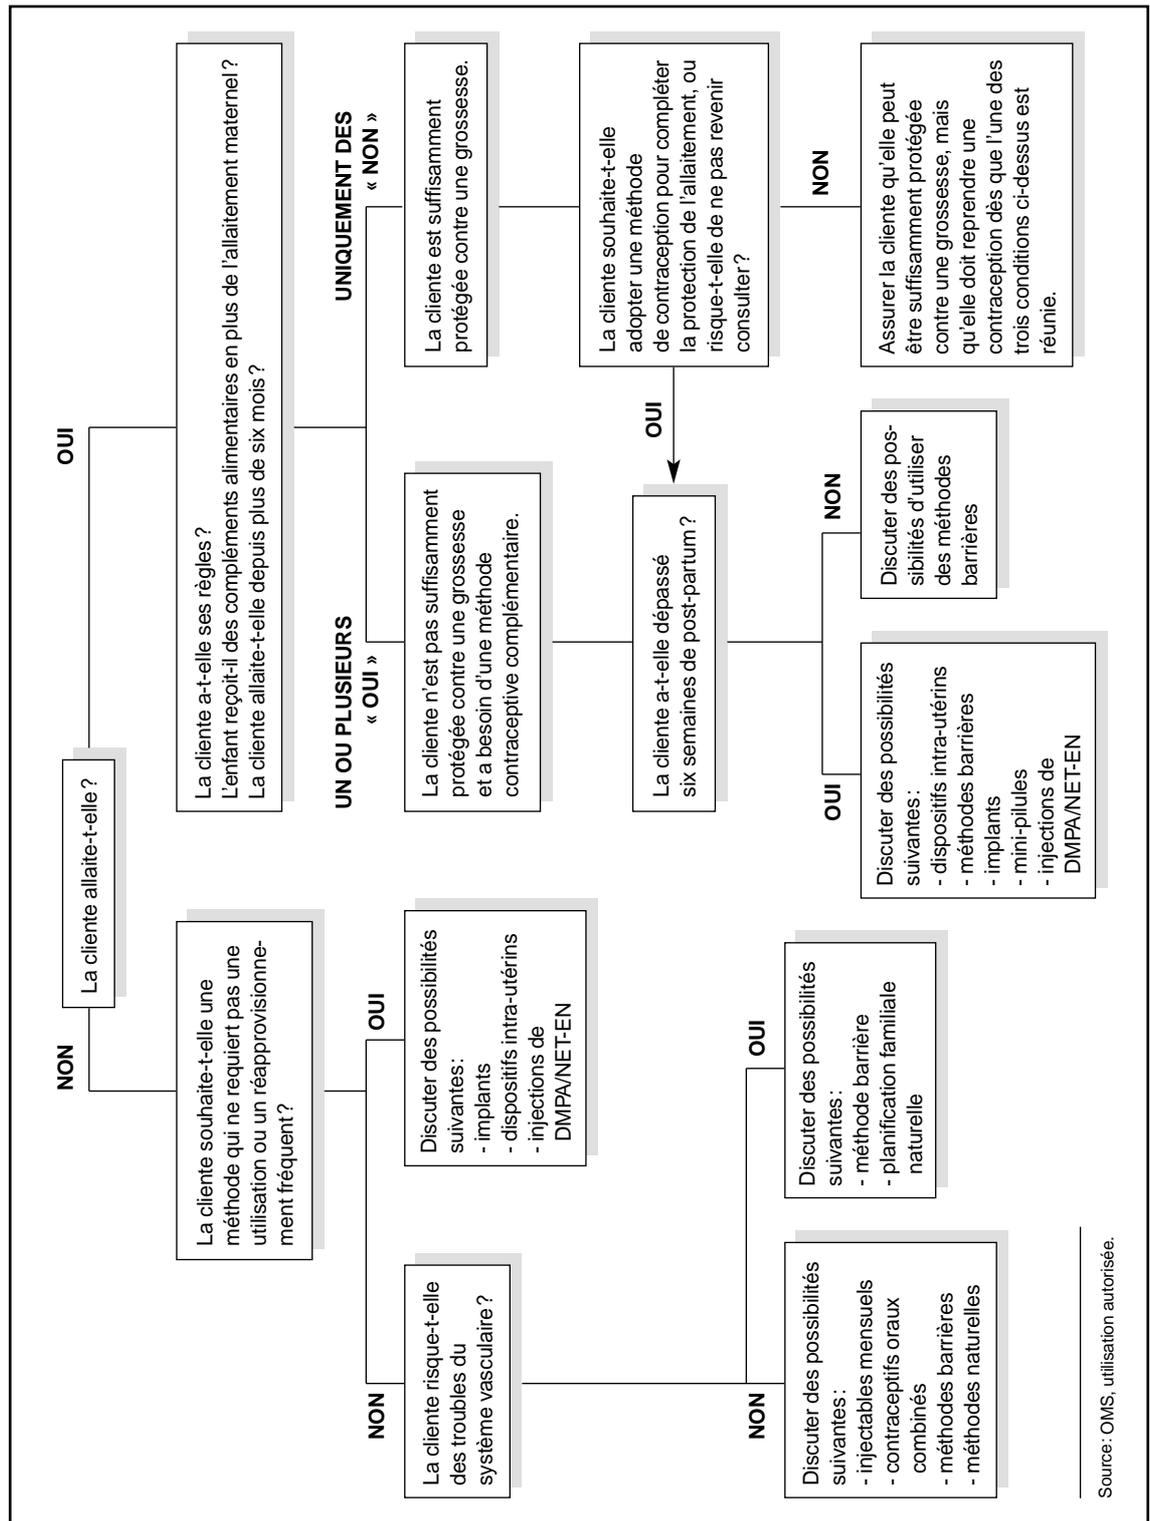 La cliente allaite-t-elle ?
NON
OUI
La cliente souhaite-t-elle une
méthode qui ne requiert pas une
utilisation ou un réapprovisionne-
ment fréquent ?
La cliente a-t-elle ses règles ?
L'enfant reçoit-il des compléments alimentaires en plus de l'allaitement maternel ?
La cliente allaite-t-elle depuis plus de six mois ?
NON
OUI
UN OU PLUSIEURS
« OUI »
UNIQUEMENT DES
« NON »
La cliente risque-t-elle
des troubles du
système vasculaire ?
Discuter des possibilités
suivantes :
- implants
- dispositifs intra-utérins
- injections de
DMPA/NET-EN
La cliente n'est pas suffisamment
protégée contre une grossesse
et a besoin d'une méthode
contraceptive complémentaire.
La cliente est suffisamment
protégée contre une grossesse.
La cliente a-t-elle dépassé
six semaines de post-partum ?
OUI
La cliente souhaite-t-elle
adopter une méthode
de contraception pour compléter
la protection de l'allaitement, ou
risque-t-elle de ne pas revenir
consulter ?
NON
OUI
OUI
NON
NON
Discuter des possibilités
suivantes :
- injectables mensuels
- contraceptifs oraux
combinés
- méthodes barrières
- méthodes naturelles
Discuter des possibilités
suivantes :
- méthode barrière
- planification familiale
naturelle
Discuter des possibilités
suivantes :
- dispositifs intra-utérins
- méthodes barrières
- implants
- mini-pilules
- injections de
DMPA/NET-EN
Discuter des pos-
sibilités d'utiliser
des méthodes
barrières
Assurer la cliente qu'elle peut
être suffisamment protégée
contre une grossesse, mais
qu'elle doit reprendre une
contraception dès que l'une des
trois conditions ci-dessus est
réunie.
Source : OMS, utilisation autorisée.